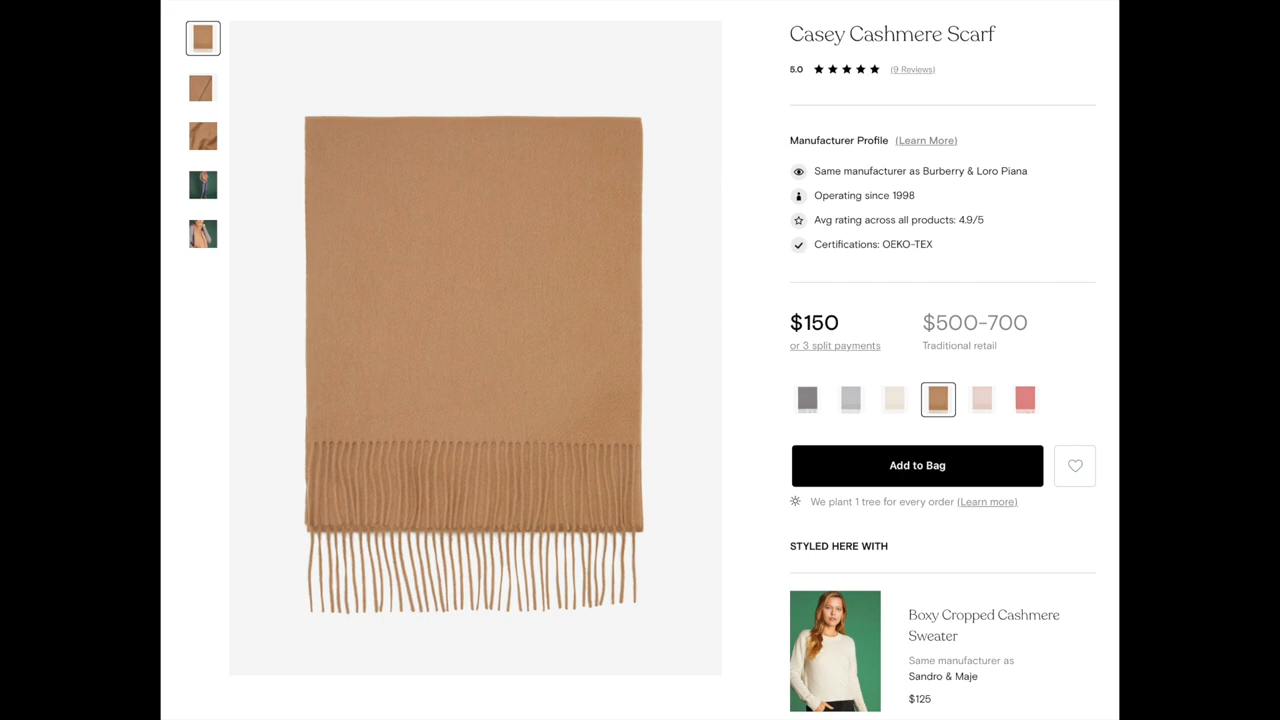 Casey Cashmere Scarf
5.0 (9 Reviews)
Manufacturer Profile (Learn More)
Same manufacturer as Burberry & Loro Piana
Operating since 1998
Avg rating across all products: 4.9/5
Certifications: OEKO-TEX
$150 $500-700
or 3 split payments Traditional retail
Add to Bag
We plant 1 tree for every order (Learn more)
STYLED HERE WITH
Boxy Cropped Cashmere
Sweater
Same manufacturer as
Sandro & Maje
$125